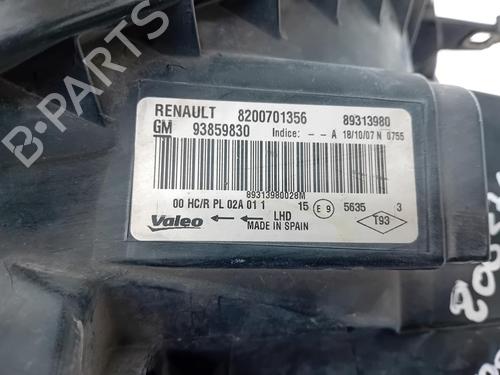 RENAULT 8200701356 89313980
GM 93859830 Indice: - - A 18/10/07 N 0755
89313980028M
00 HC/R PL 02A 01 1 15 E 9 5635 3
Valeo LHD T93
MADE IN SPAIN
B-PARTS